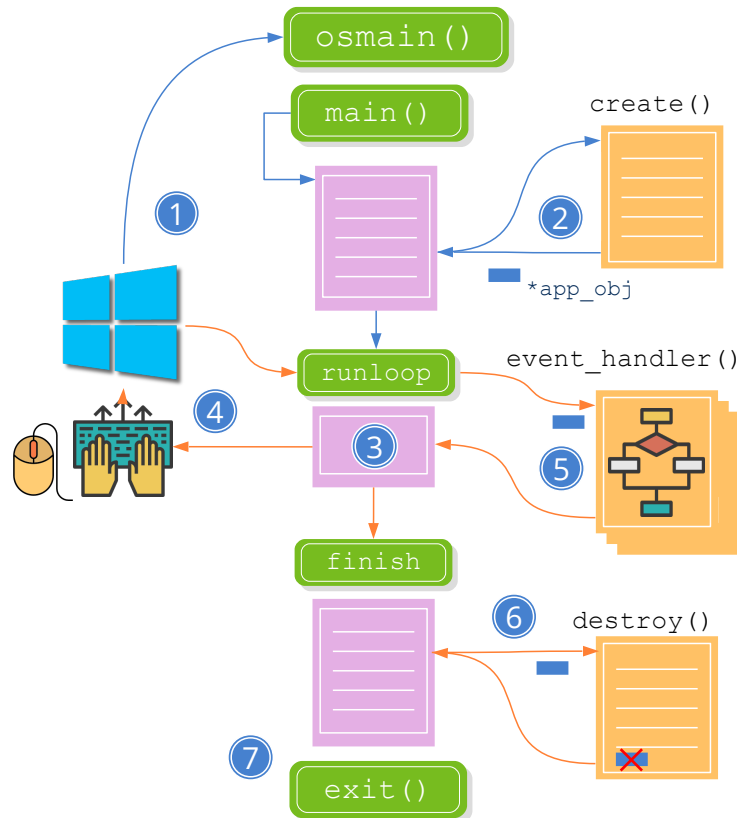 osmain()
main()
create()
1
2
*app_obj
runloop
event_handler()
4
3
5
finish
6
destroy()
7
exit()